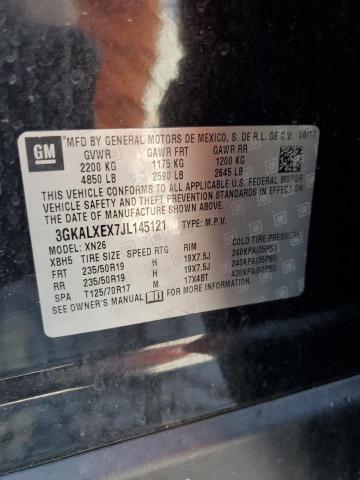 GM
*MFD BY GENERAL MOTORS DE MEXICO, S. DE R.L. DE C.V. 08/17
GVWR GAWR FRT GAWR RR
2200 KG 1175 KG 1200 KG
4850 LB 2590 LB 2645 LB
THIS VEHICLE CONFORMS TO ALL APPLICABLE U.S. FEDERAL MOTOR
VEHICLE SAFETY, BUMPER, AND THEFT PREVENTION STANDARDS IN
EFFECT ON THE DATE OF MANUFACTURE SHOWN ABOVE.
3GKALXEX7JL145121 TYPE: M.P.V.
MODEL: XN26
XBH5 TIRE SIZE SPEED RTG RIM COLD TIRE PRESSURE
FRT 235/50R19 H 19X7.5J 240KPA(35PSI)
RR 235/50R19 H 19X7.5J 240KPA(35PSI)
SPA T125/70R17 M 17X4BT 420KPA(60PSI)
SEE OWNER'S MANUAL FOR MORE INFORMATION.